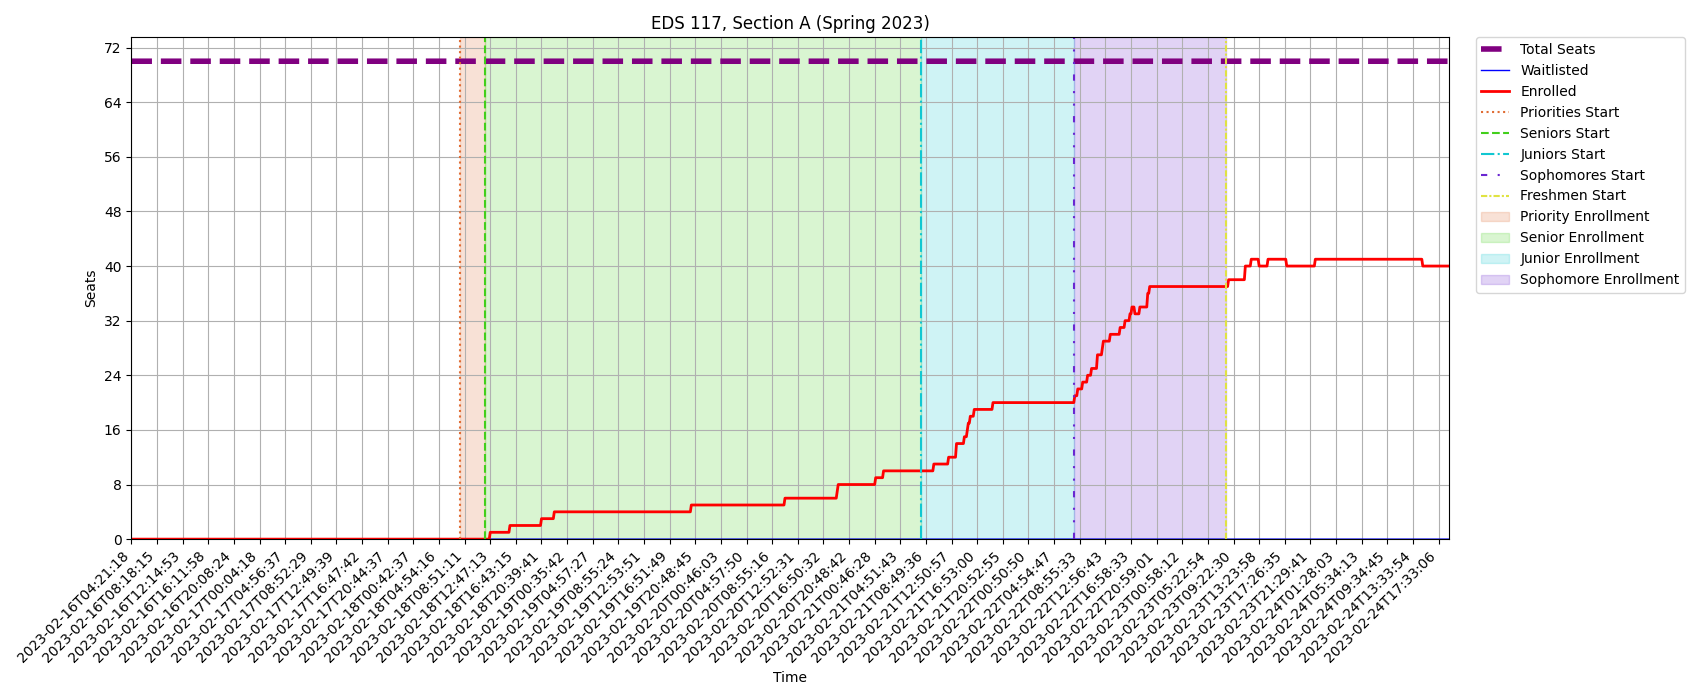 EDS 117, Section A (Spring 2023)
72
64
56
48
40
32
24
16
8
0
Seats
2023-02-16T04:21:18
2023-02-16T08:18:15
2023-02-16T12:14:53
2023-02-16T16:11:58
2023-02-16T20:08:24
2023-02-17T00:04:18
2023-02-17T04:56:37
2023-02-17T08:52:29
2023-02-17T12:49:39
2023-02-17T16:47:42
2023-02-17T20:44:37
2023-02-18T00:42:37
2023-02-18T04:54:16
2023-02-18T08:51:11
2023-02-18T12:47:13
2023-02-18T16:43:15
2023-02-18T20:39:41
2023-02-19T00:35:42
2023-02-19T04:57:27
2023-02-19T08:55:24
2023-02-19T12:53:51
2023-02-19T16:51:49
2023-02-19T20:48:45
2023-02-20T00:46:03
2023-02-20T04:57:50
2023-02-20T08:55:16
2023-02-20T12:52:31
2023-02-20T16:50:32
2023-02-20T20:48:42
2023-02-21T00:46:28
2023-02-21T04:51:43
2023-02-21T08:49:36
2023-02-21T12:50:57
2023-02-21T16:53:00
2023-02-21T20:52:55
2023-02-22T00:50:50
2023-02-22T04:54:47
2023-02-22T08:55:33
2023-02-22T12:56:43
2023-02-22T16:58:33
2023-02-22T20:59:01
2023-02-23T00:58:12
2023-02-23T05:22:54
2023-02-23T09:22:30
2023-02-23T13:23:58
2023-02-23T17:26:35
2023-02-23T21:29:41
2023-02-24T01:28:03
2023-02-24T05:34:13
2023-02-24T09:34:45
2023-02-24T13:33:54
2023-02-24T17:33:06
Time
Total Seats
Waitlisted
Enrolled
Priorities Start
Seniors Start
Juniors Start
Sophomores Start
Freshmen Start
Priority Enrollment
Senior Enrollment
Junior Enrollment
Sophomore Enrollment